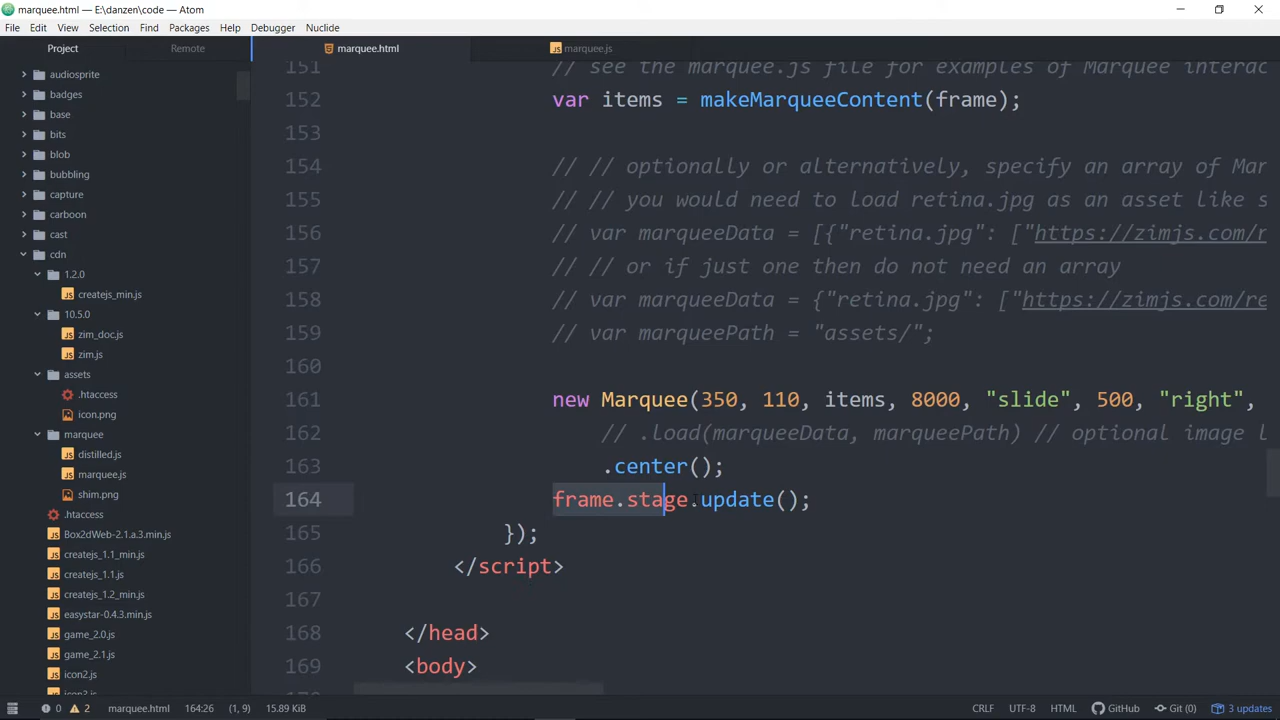 marquee.html — E:\danzen\code — Atom
File Edit View Selection Find Packages Help Debugger Nuclide
Project Remote marquee.html marquee.js
audiosprite
badges
base
bits
blob
bubbling
capture
carboon
cast
cdn
1.2.0
createjs_min.js
10.5.0
zim_doc.js
zim.js
assets
.htaccess
icon.png
marquee
distilled.js
marquee.js
shim.png
.htaccess
Box2dWeb-2.1.a.3.min.js
createjs_1.1_min.js
createjs_1.1.js
createjs_1.2_min.js
easystar-0.4.3.min.js
game_2.0.js
game_2.1.js
icon2.js
icon2.js
151 // see the marquee.js file for examples of Marquee interac
152 var items = makeMarqueeContent(frame);
153
154 // // optionally or alternatively, specify an array of Mar
155 // // you would need to load retina.jpg as an asset like s
156 // var marqueeData = [{"retina.jpg": ["https://zimjs.com/r
157 // // or if just one then do not need an array
158 // var marqueeData = {"retina.jpg": ["https://zimjs.com/re
159 // var marqueePath = "assets/";
160
161 new Marquee(350, 110, items, 8000, "slide", 500, "right",
162 // .load(marqueeData, marqueePath) // optional image l
163 .center();
164 frame.stage.update();
165 });
166 </script>
167
168 </head>
169 <body>
0 2 marquee.html 164:26 (1, 9) 15.89 KiB CRLF UTF-8 HTML GitHub Git (0) 3 updates